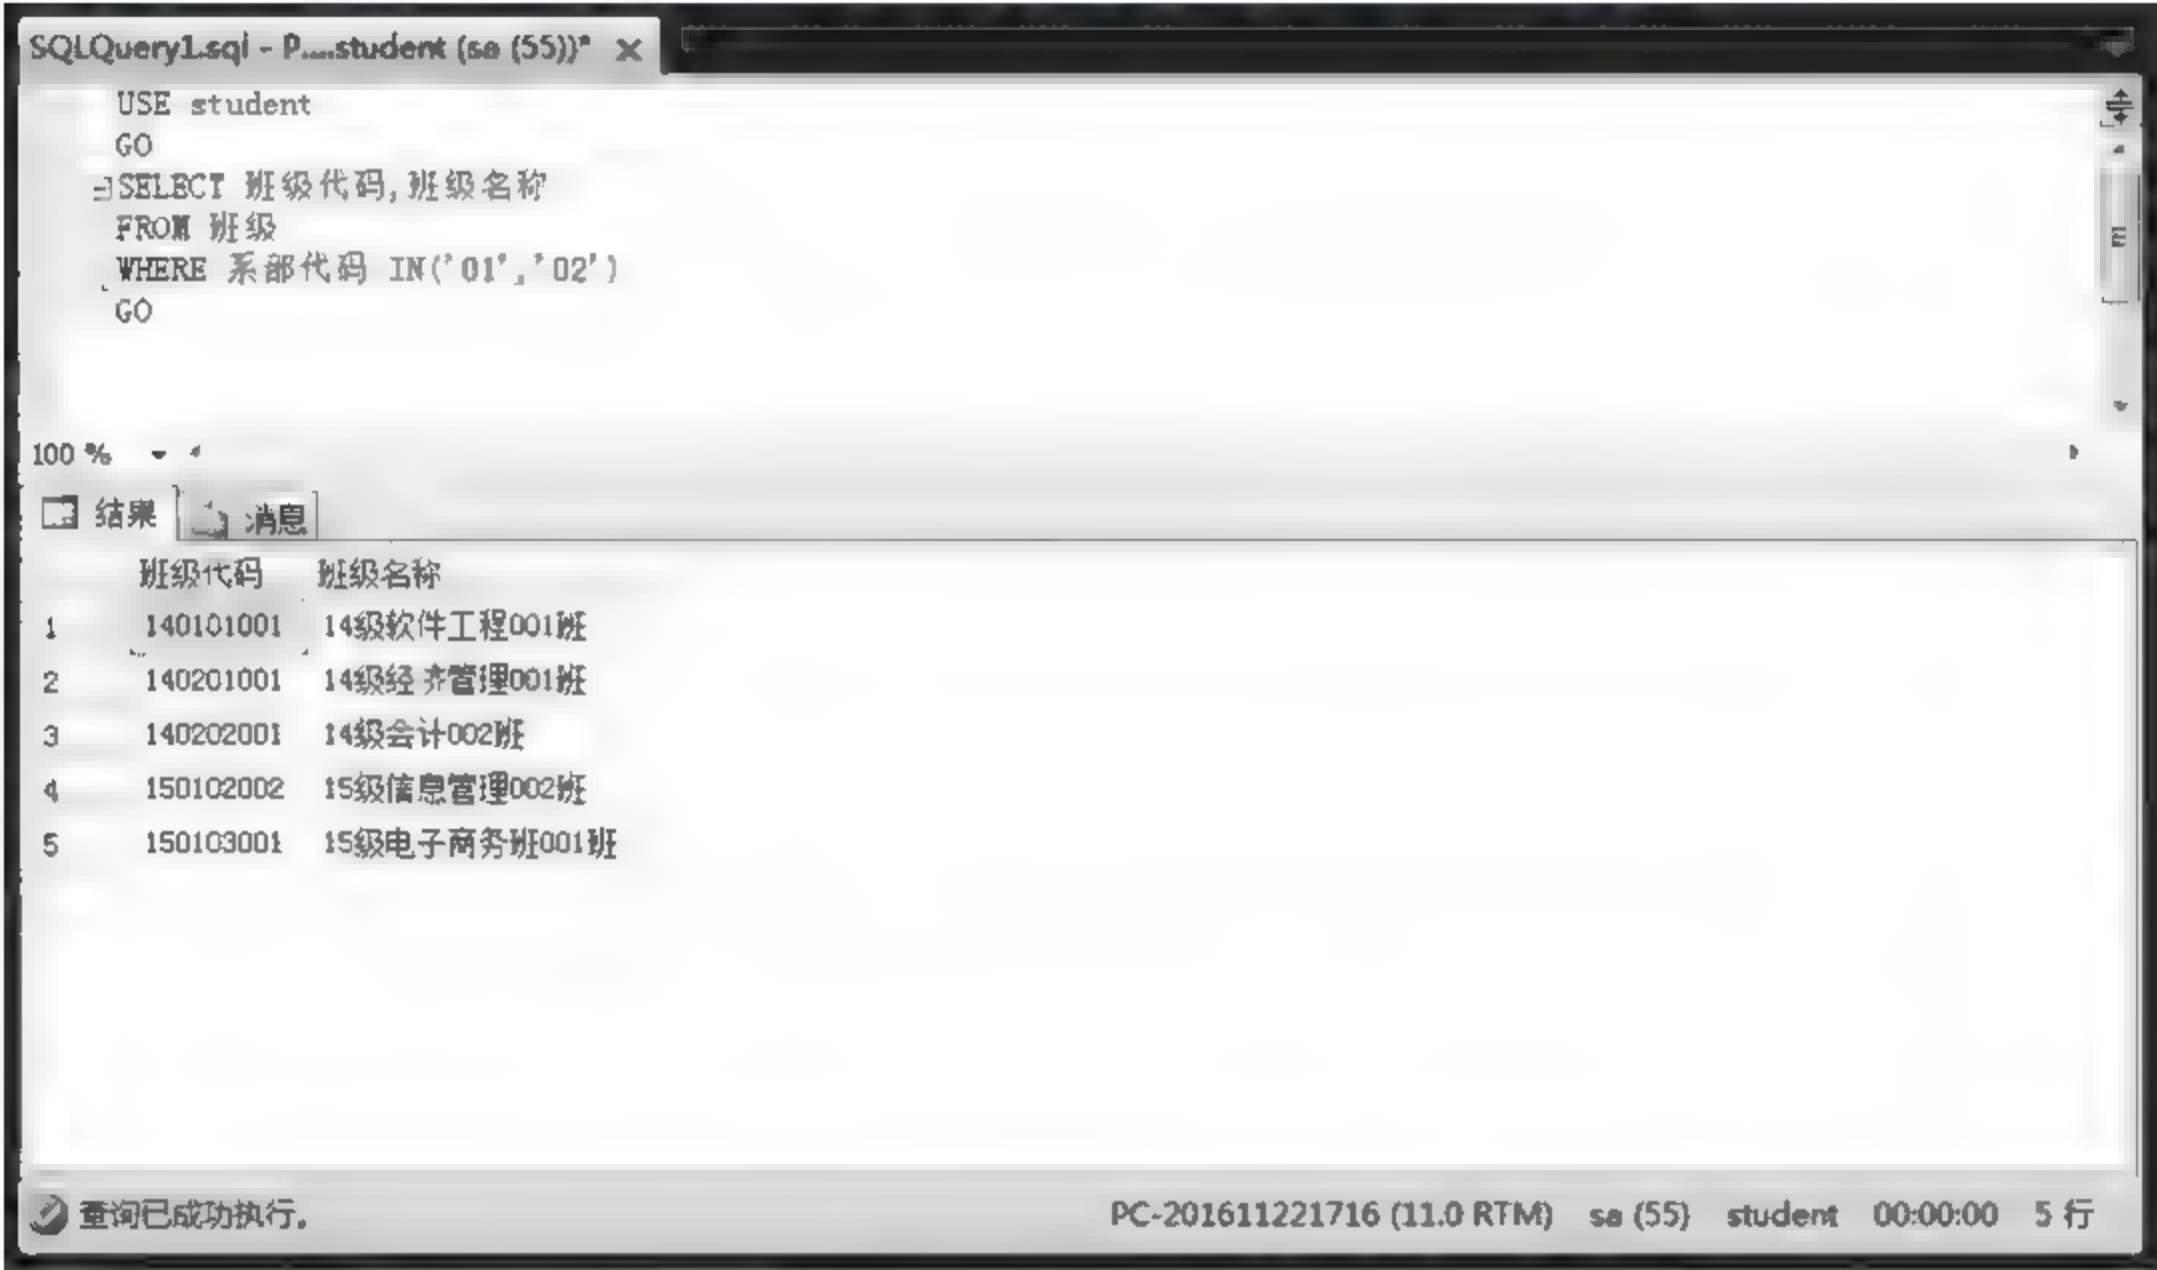 SQLQuery1.sql - P....student (sa (55))* ×
USE student
GO
SELECT 班级代码,班级名称
FROM 班级
WHERE 系部代码 IN('01','02')
GO
100 %
结果 消息
班级代码 班级名称
1 140101001 14级软件工程001班
2 140201001 14级经济管理001班
3 140202001 14级会计002班
4 150102002 15级信息管理002班
5 150103001 15级电子商务班001班
查询已成功执行。 PC-201611221716 (11.0 RTM) sa (55) student 00:00:00 5 行